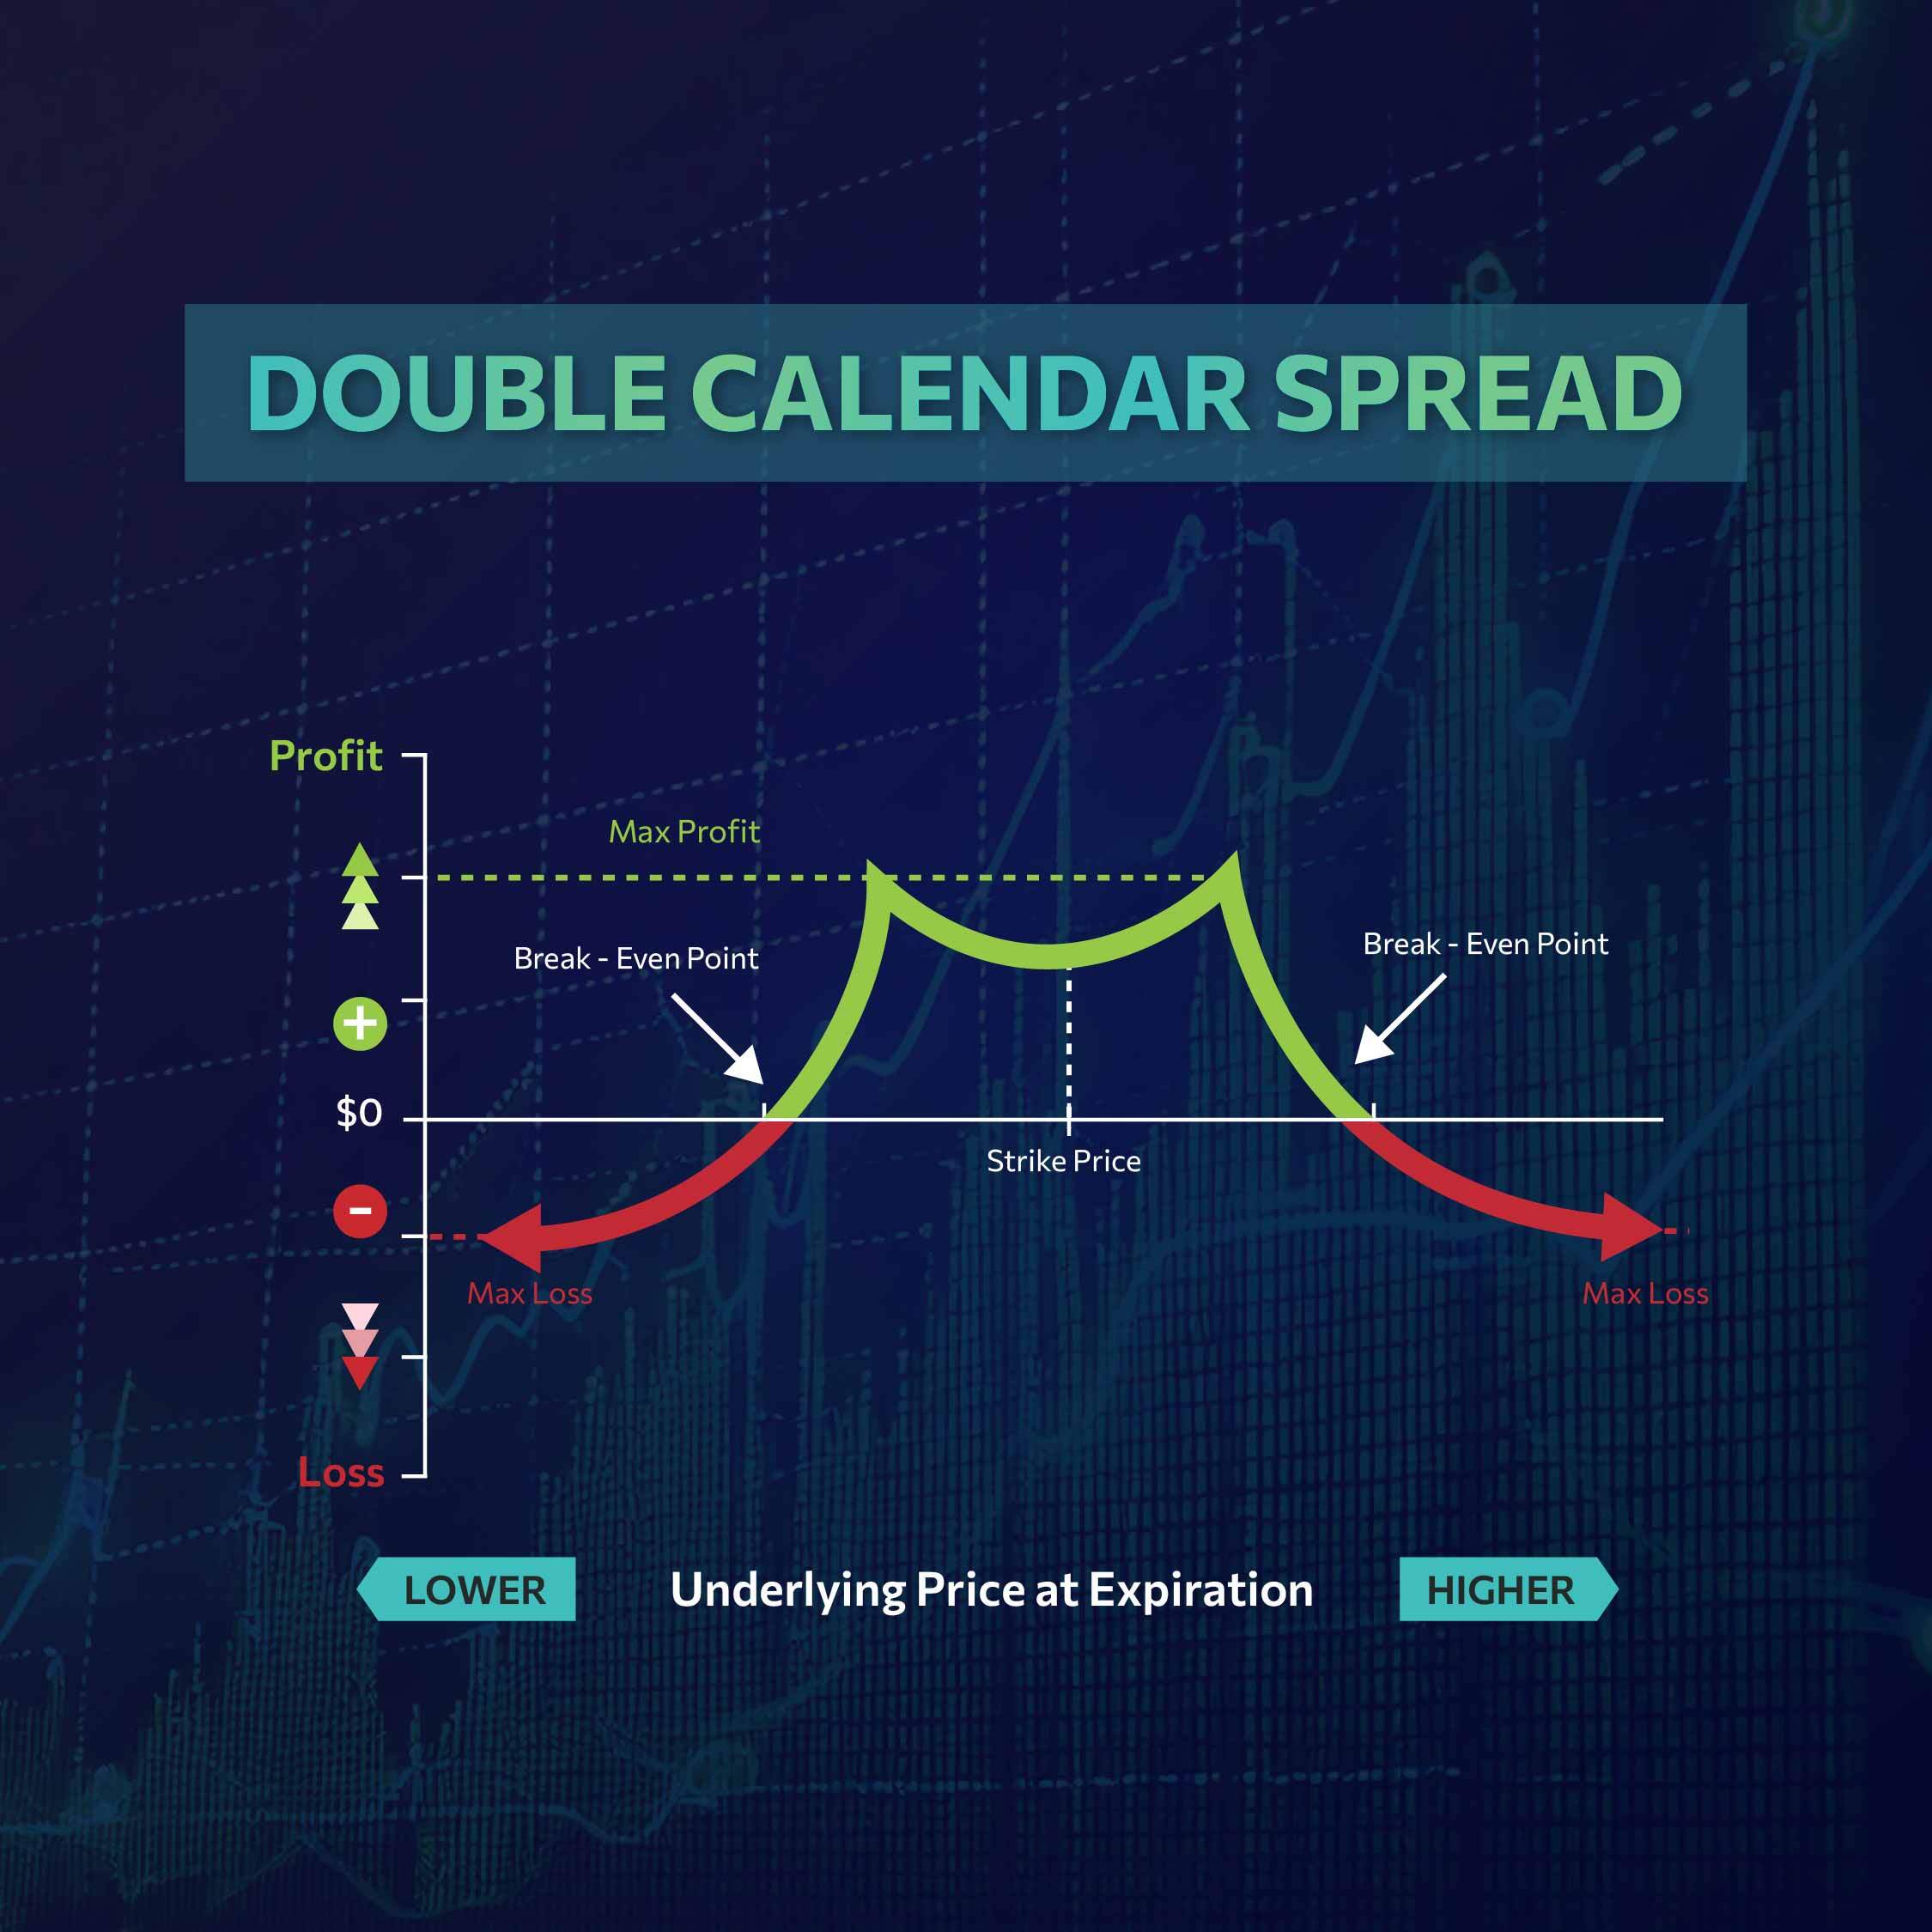 DOUBLE CALENDAR SPREAD
Profit
Max Profit
Break - Even Point
Break - Even Point
$0
Strike Price
Max Loss
Max Loss
Loss
LOWER
Underlying Price at Expiration
HIGHER